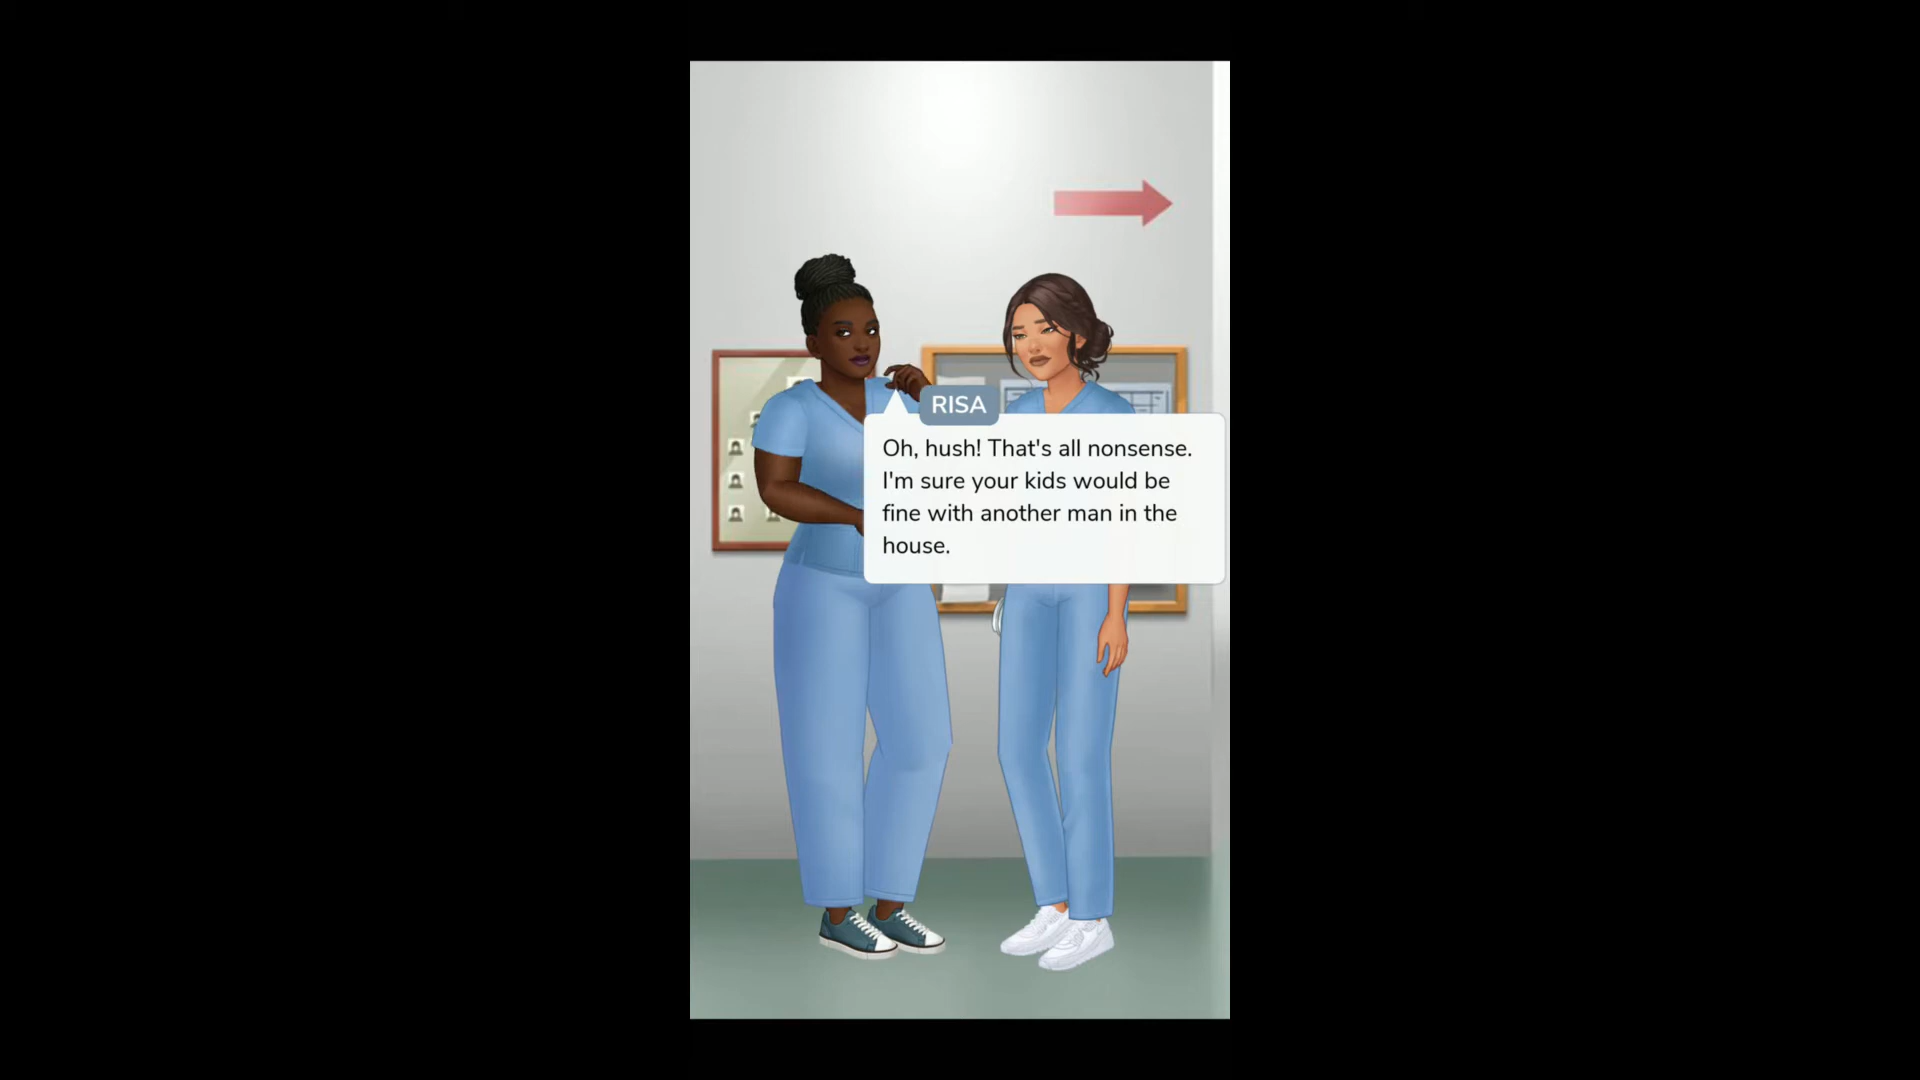 RISA
Oh, hush! That's all nonsense.
I'm sure your kids would be
fine with another man in the
house.